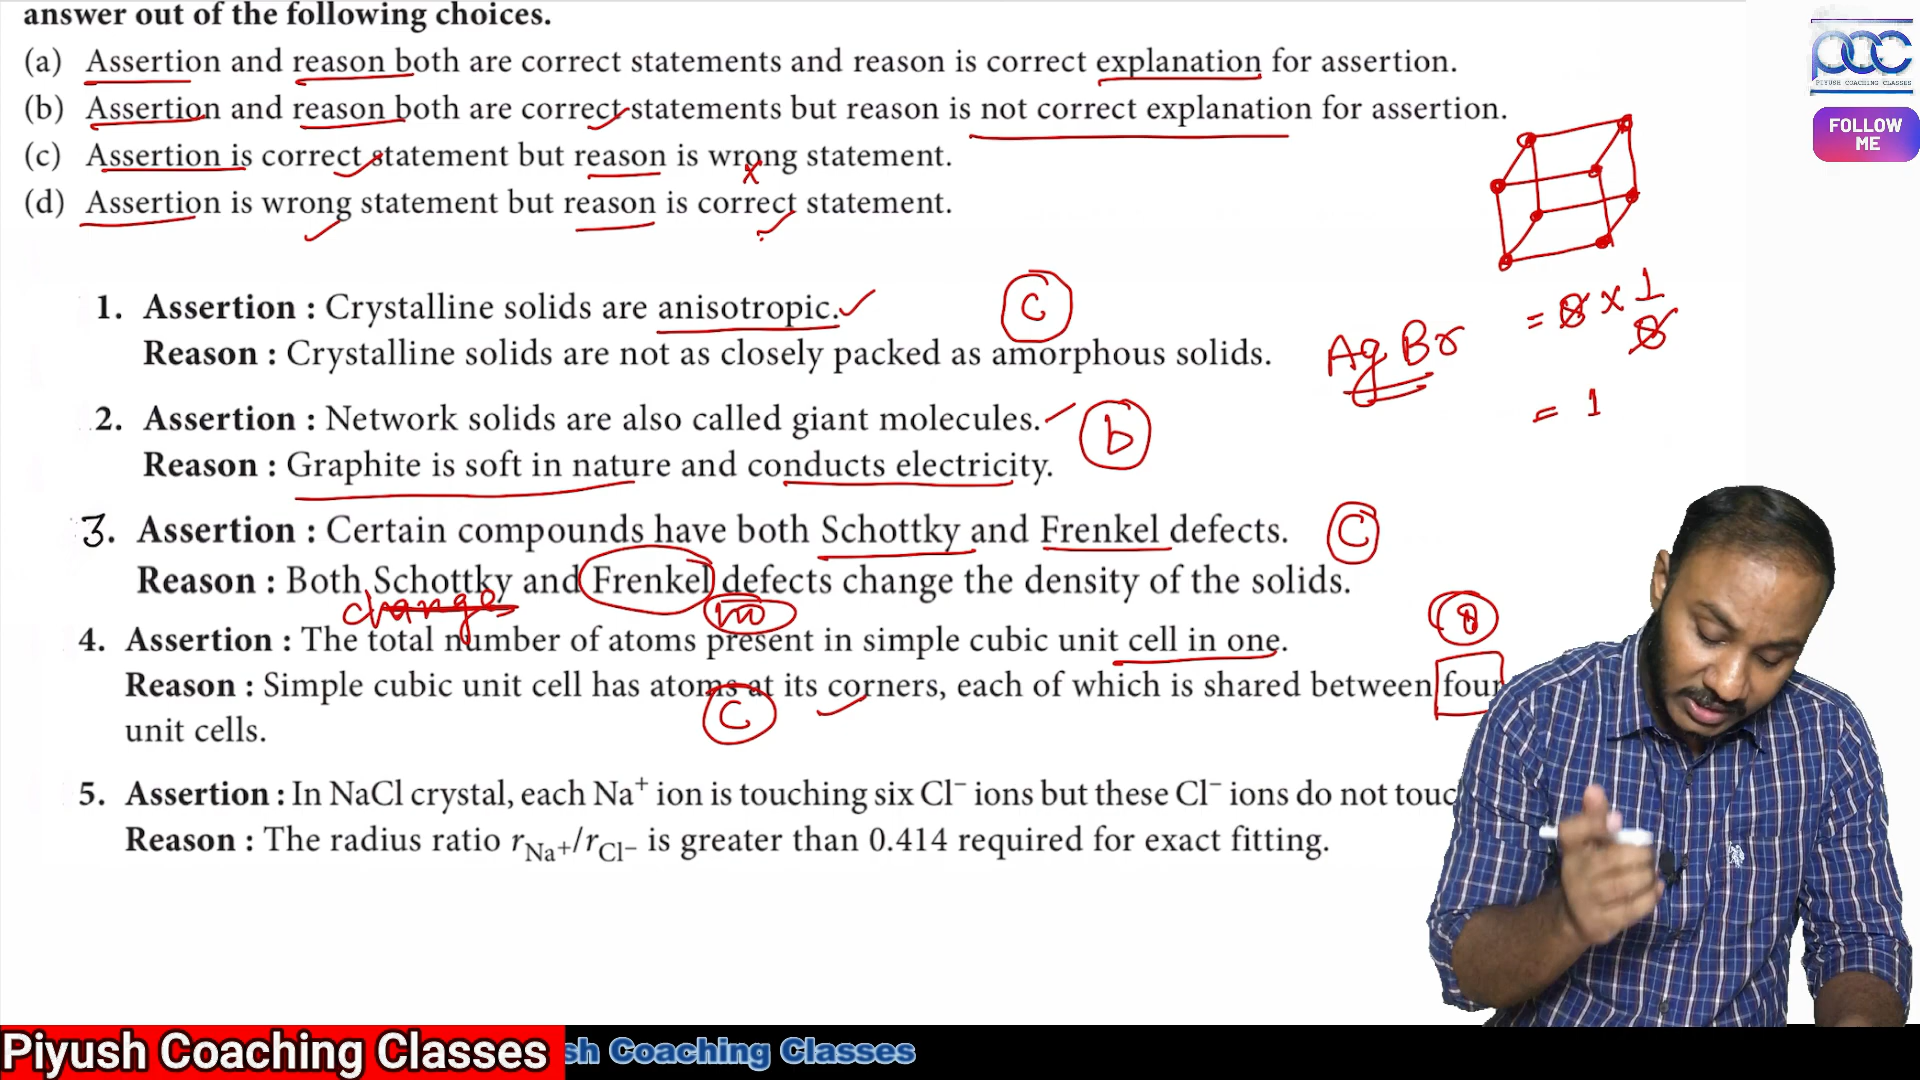 answer out of the following choices.
(a) Assertion and reason both are correct statements and reason is correct explanation for assertion.
(b) Assertion and reason both are correct statements but reason is not correct explanation for assertion.
(c) Assertion is correct statement but reason is wrong statement.
(d) Assertion is wrong statement but reason is correct statement.
POC
PIYUSH COACHING CLASSES
FOLLOW
ME
1. Assertion : Crystalline solids are anisotropic. C
Reason : Crystalline solids are not as closely packed as amorphous solids.
AgBr
= 8 x 1/8
= 1
2. Assertion : Network solids are also called giant molecules. b
Reason : Graphite is soft in nature and conducts electricity.
3. Assertion : Certain compounds have both Schottky and Frenkel defects. C
Reason : Both Schottky and Frenkel defects change the density of the solids.
change no
4. Assertion : The total number of atoms present in simple cubic unit cell in one. 8
Reason : Simple cubic unit cell has atoms at its corners, each of which is shared between four
unit cells. C
5. Assertion : In NaCl crystal, each Na⁺ ion is touching six Cl⁻ ions but these Cl⁻ ions do not touc
Reason : The radius ratio rNa+/rCl− is greater than 0.414 required for exact fitting.
Piyush Coaching Classes sh Coaching Classes